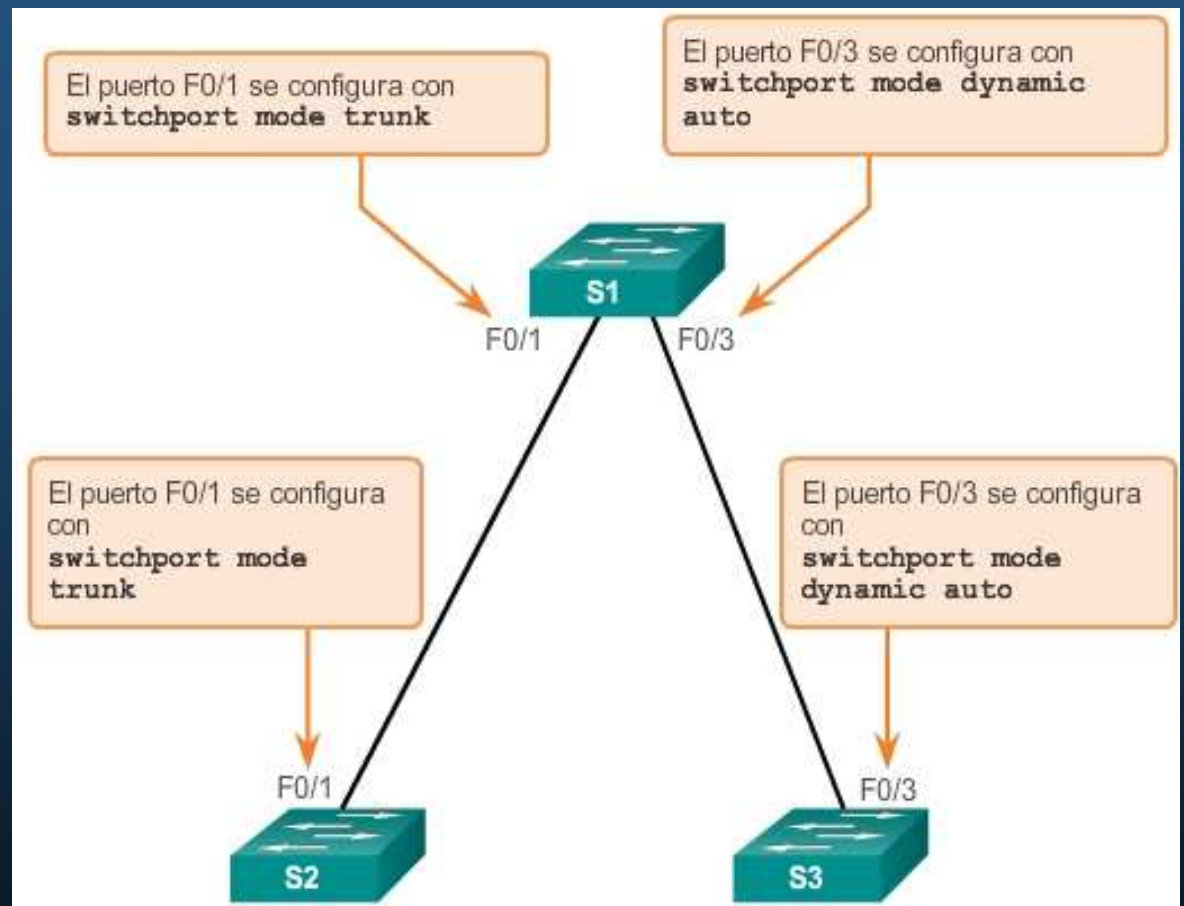 El puerto F0/1 se configura con
switchport mode trunk
El puerto F0/3 se configura con
switchport mode dynamic
auto
S1
F0/1
F0/3
El puerto F0/1 se configura
con
switchport mode
trunk
El puerto F0/3 se configura
con
switchport mode
dynamic auto
F0/1
F0/3
S2
S3